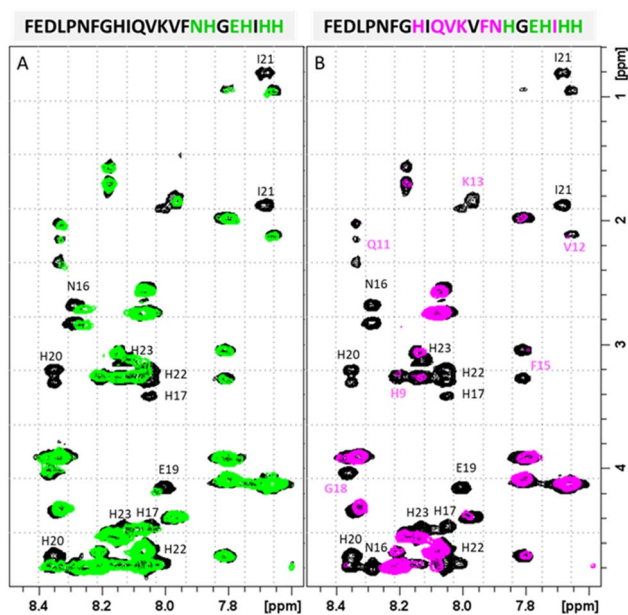 FEDLPNFGHIQVKVFNHGEHIHH
FEDLPNFGHIQVKVFNHGEHIHH
A
I21
I21
N16
H20
H23
H22
H17
E19
H23 H17
H20
H22
8.4 8.2 8.0 7.8 [ppm]
B
I21
K13
I21
Q11
V12
N16
H20
H23
H22
F15
H9
H17
G18
E19
H23 H17
H20 N16
H22
8.4 8.2 8.0 7.8 [ppm]
[ppm]
1
2
3
4